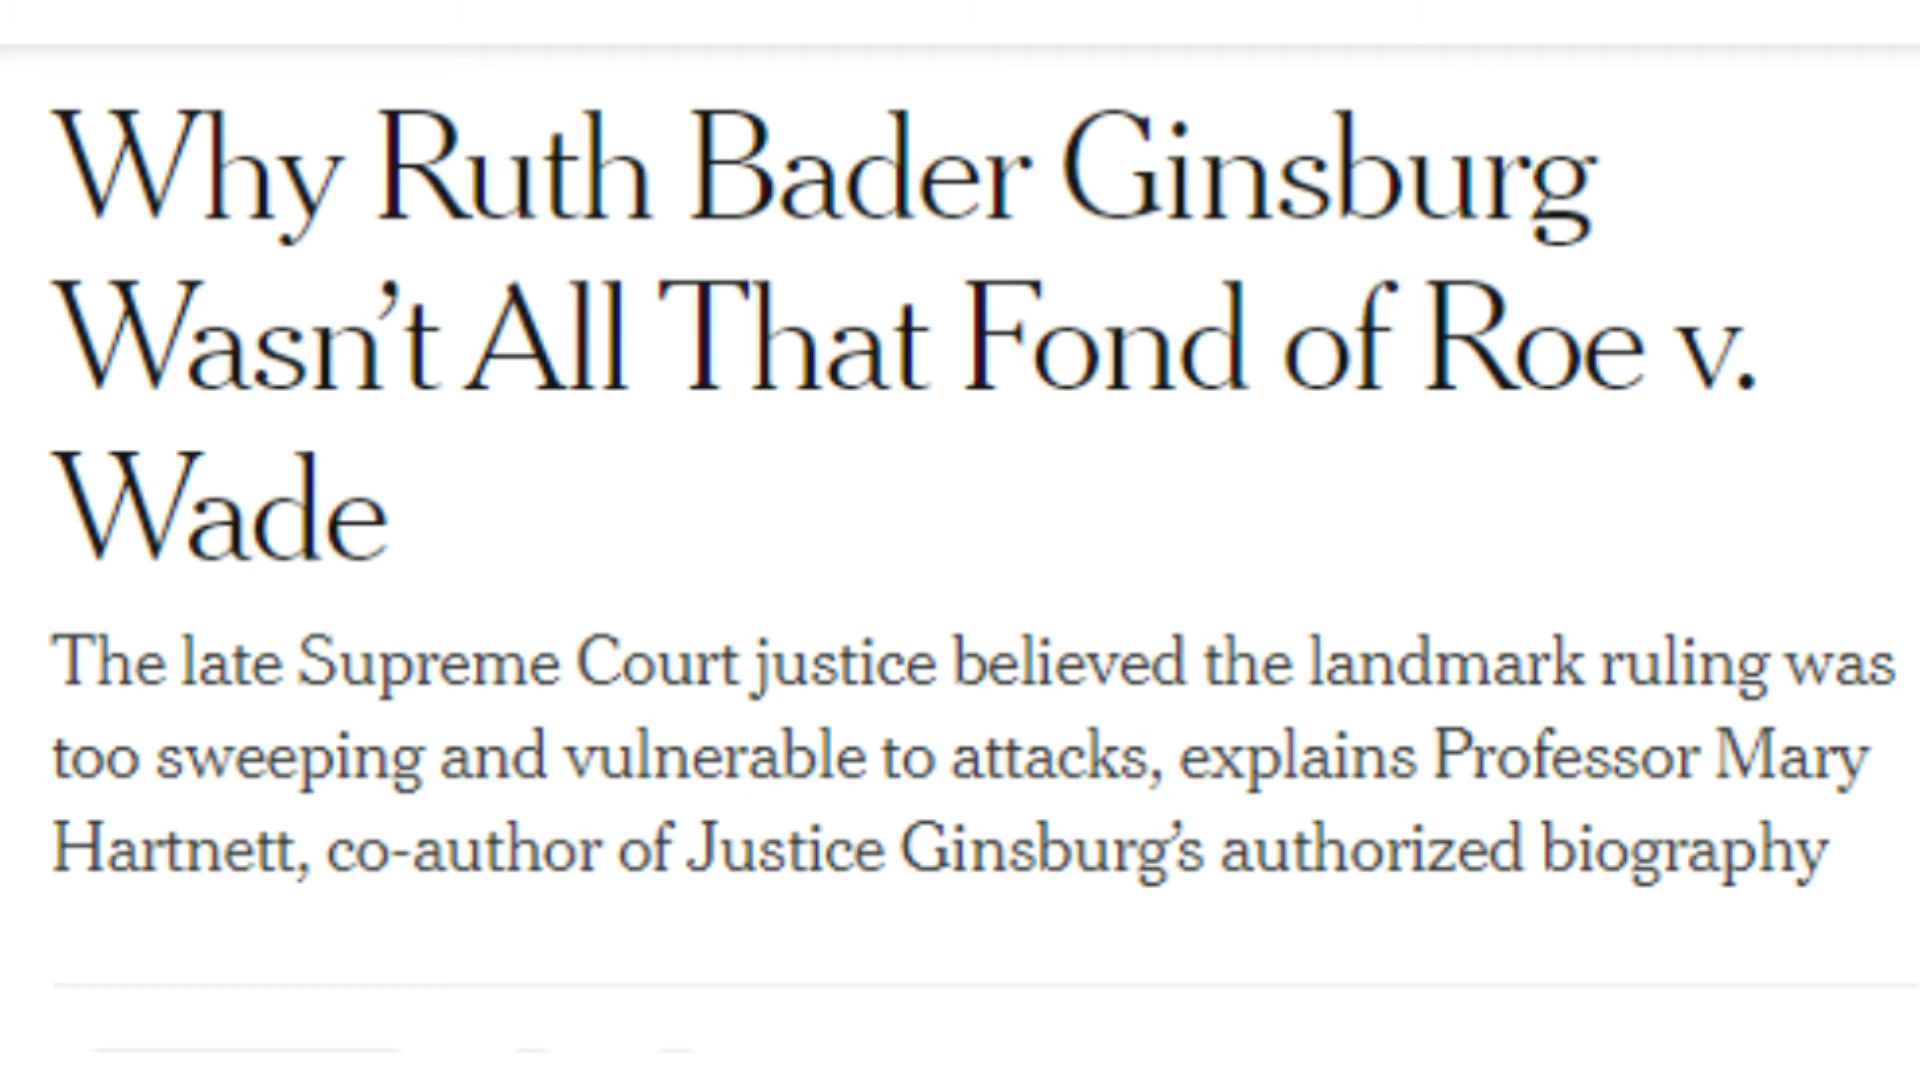 Why Ruth Bader Ginsburg
Wasn’t All That Fond of Roe v.
Wade
The late Supreme Court justice believed the landmark ruling was
too sweeping and vulnerable to attacks, explains Professor Mary
Hartnett, co-author of Justice Ginsburg’s authorized biography